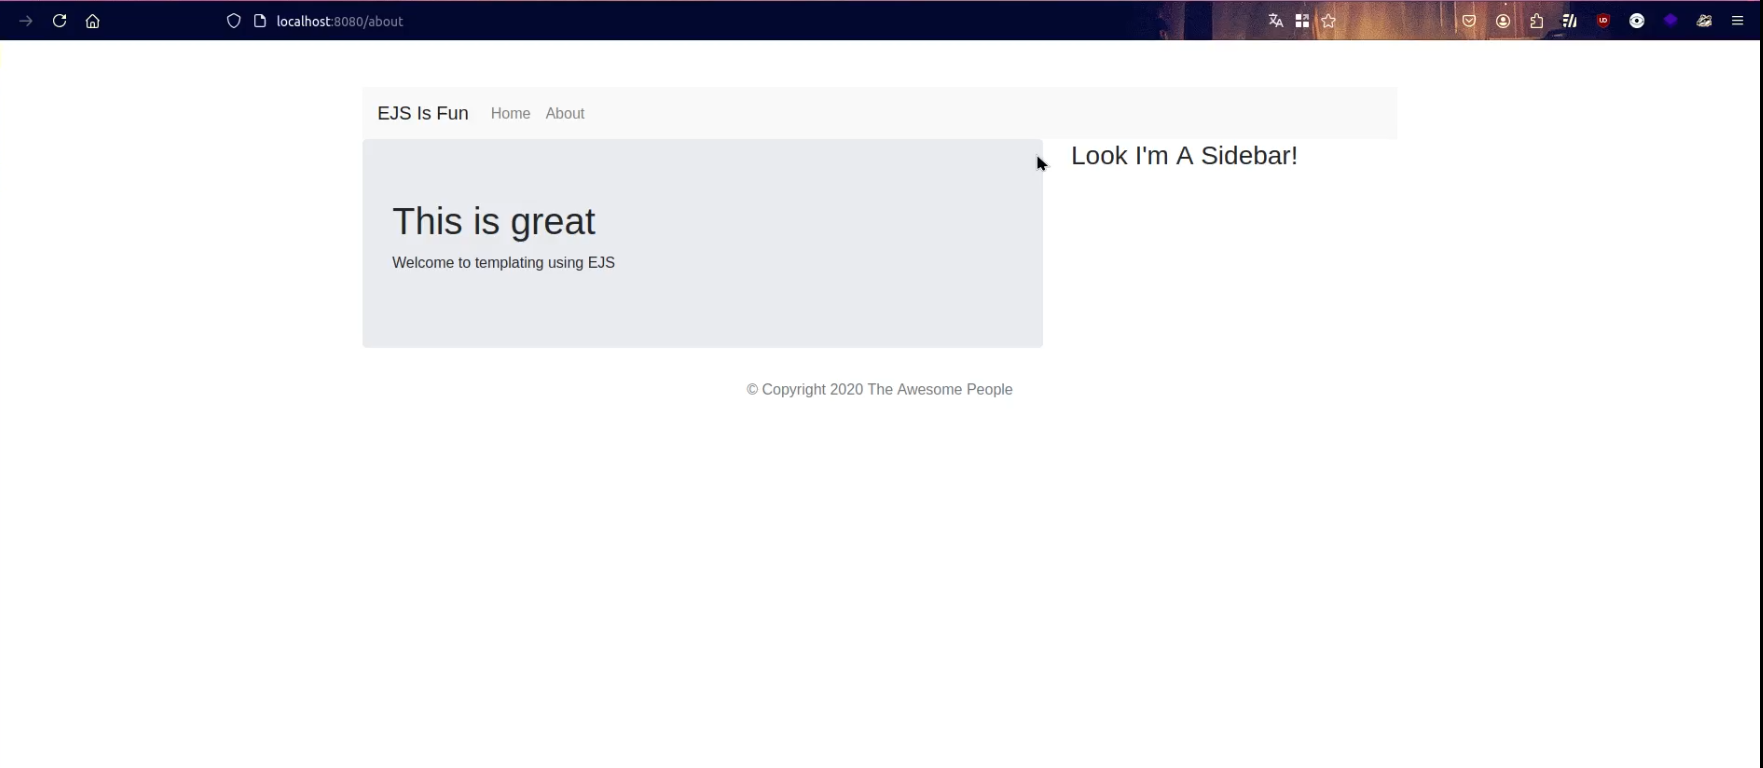 localhost:8080/about
EJS Is Fun Home About
Look I'm A Sidebar!
This is great
Welcome to templating using EJS
© Copyright 2020 The Awesome People